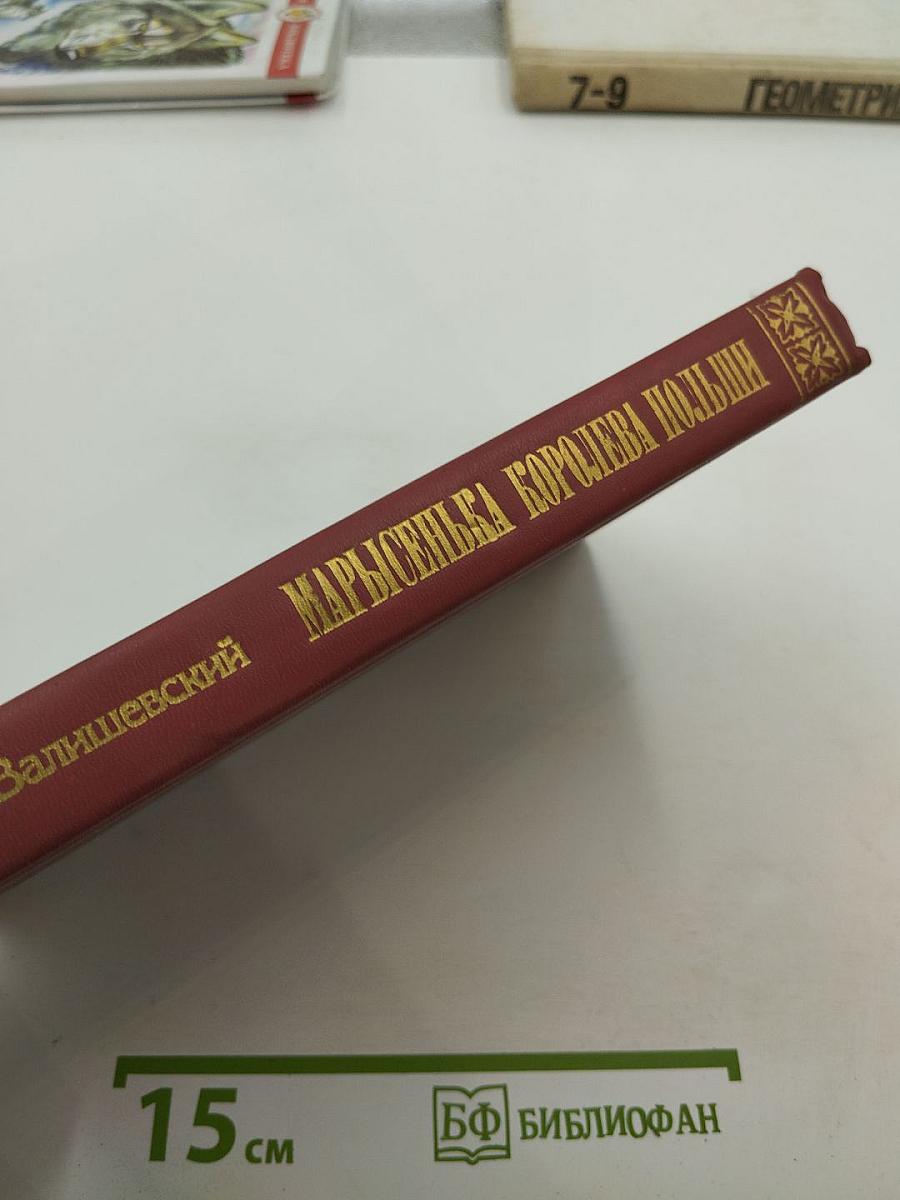 7-9 ГЕОМЕТРИ
Валишевский МАРЫСЕНЬКА КОРОЛЕВА ПОЛЬШИ
15 см
БФ БИБЛИОФАН